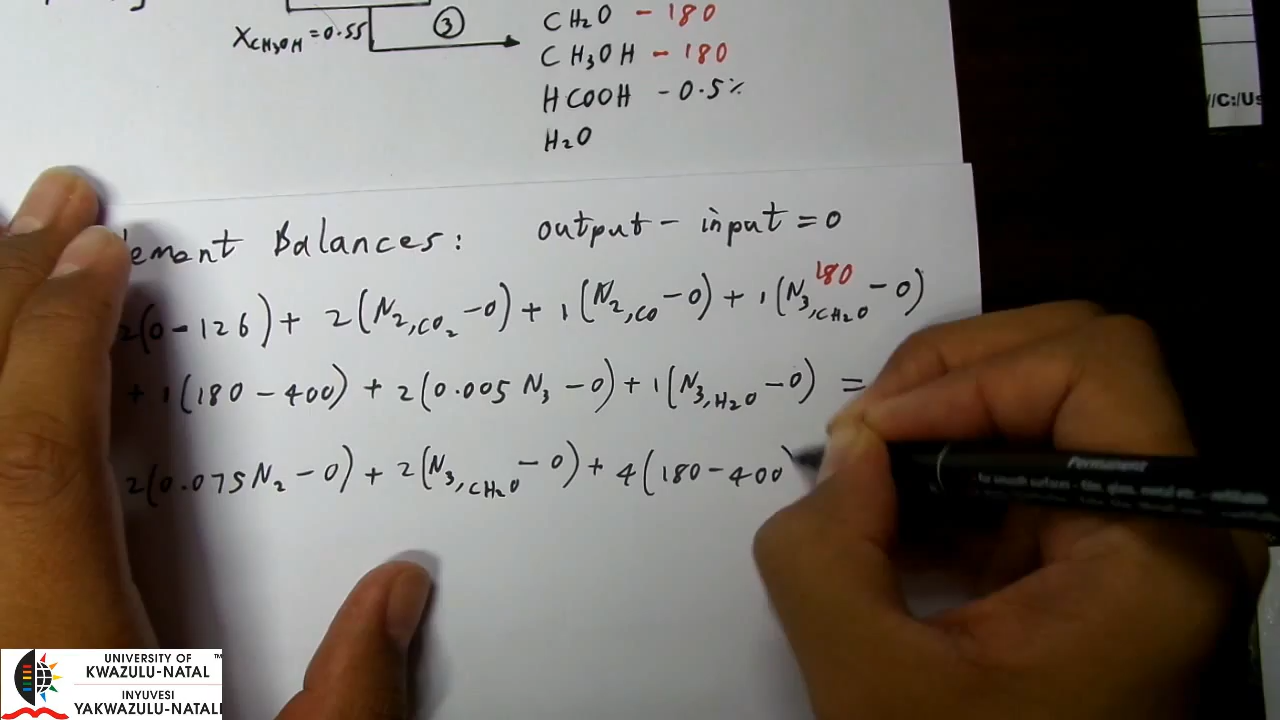 X_CH₃OH = 0.55
③
CH₂O - 180
CH₃OH - 180
HCOOH - 0.5%
H₂O
//C:/Us
lement Balances: output - input = 0
2(0-126) + 2(N₂,CO₂ - 0) + 1(N₂,CO - 0) + 1(N₃,CH₂O - 0)
180
+ 1(180 - 400) + 2(0.005 N₃ - 0) + 1(N₃,H₂O - 0) =
2(0.075 N₂ - 0) + 2(N₃,CH₂O - 0) + 4(180 - 400)
Permanent
UNIVERSITY OF ™
KWAZULU-NATAL
INYUVESI
YAKWAZULU-NATALI